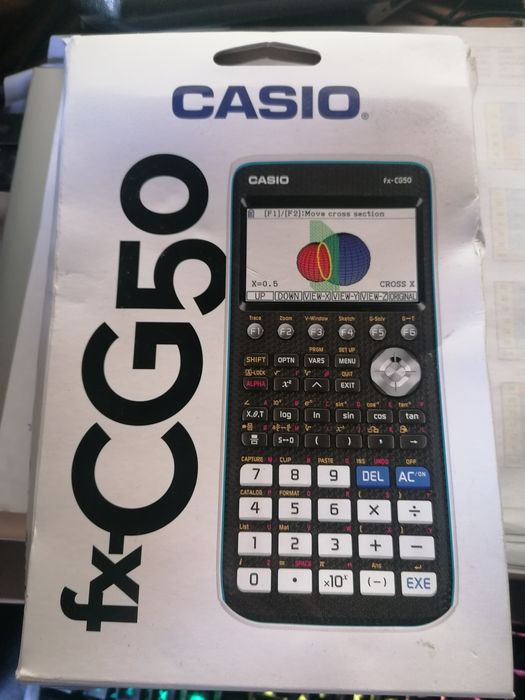 CASIO®
fx-CG50
CASIO fx-CG50
[F1]/[F2]:Move cross section
X=0.5 CROSS X
UP DOWN VIEW-X VIEW-Y VIEW-Z ORIGINAL
Trace Zoom V-Window Sketch G-Solv G↔T
F1 F2 F3 F4 F5 F6
PRGM SET UP
SHIFT OPTN VARS MENU
A-LOCK QUIT
ALPHA x² ^ EXIT
X,θ,T log ln sin cos tan
S↔D ( ) , →
CAPTURE CLIP PASTE INS UNDO OFF
7 8 9 DEL AC/ON
CATALOG FORMAT
4 5 6 × ÷
List Mat
1 2 3 + −
i SPACE π Ans
0 . ×10ˣ (−) EXE